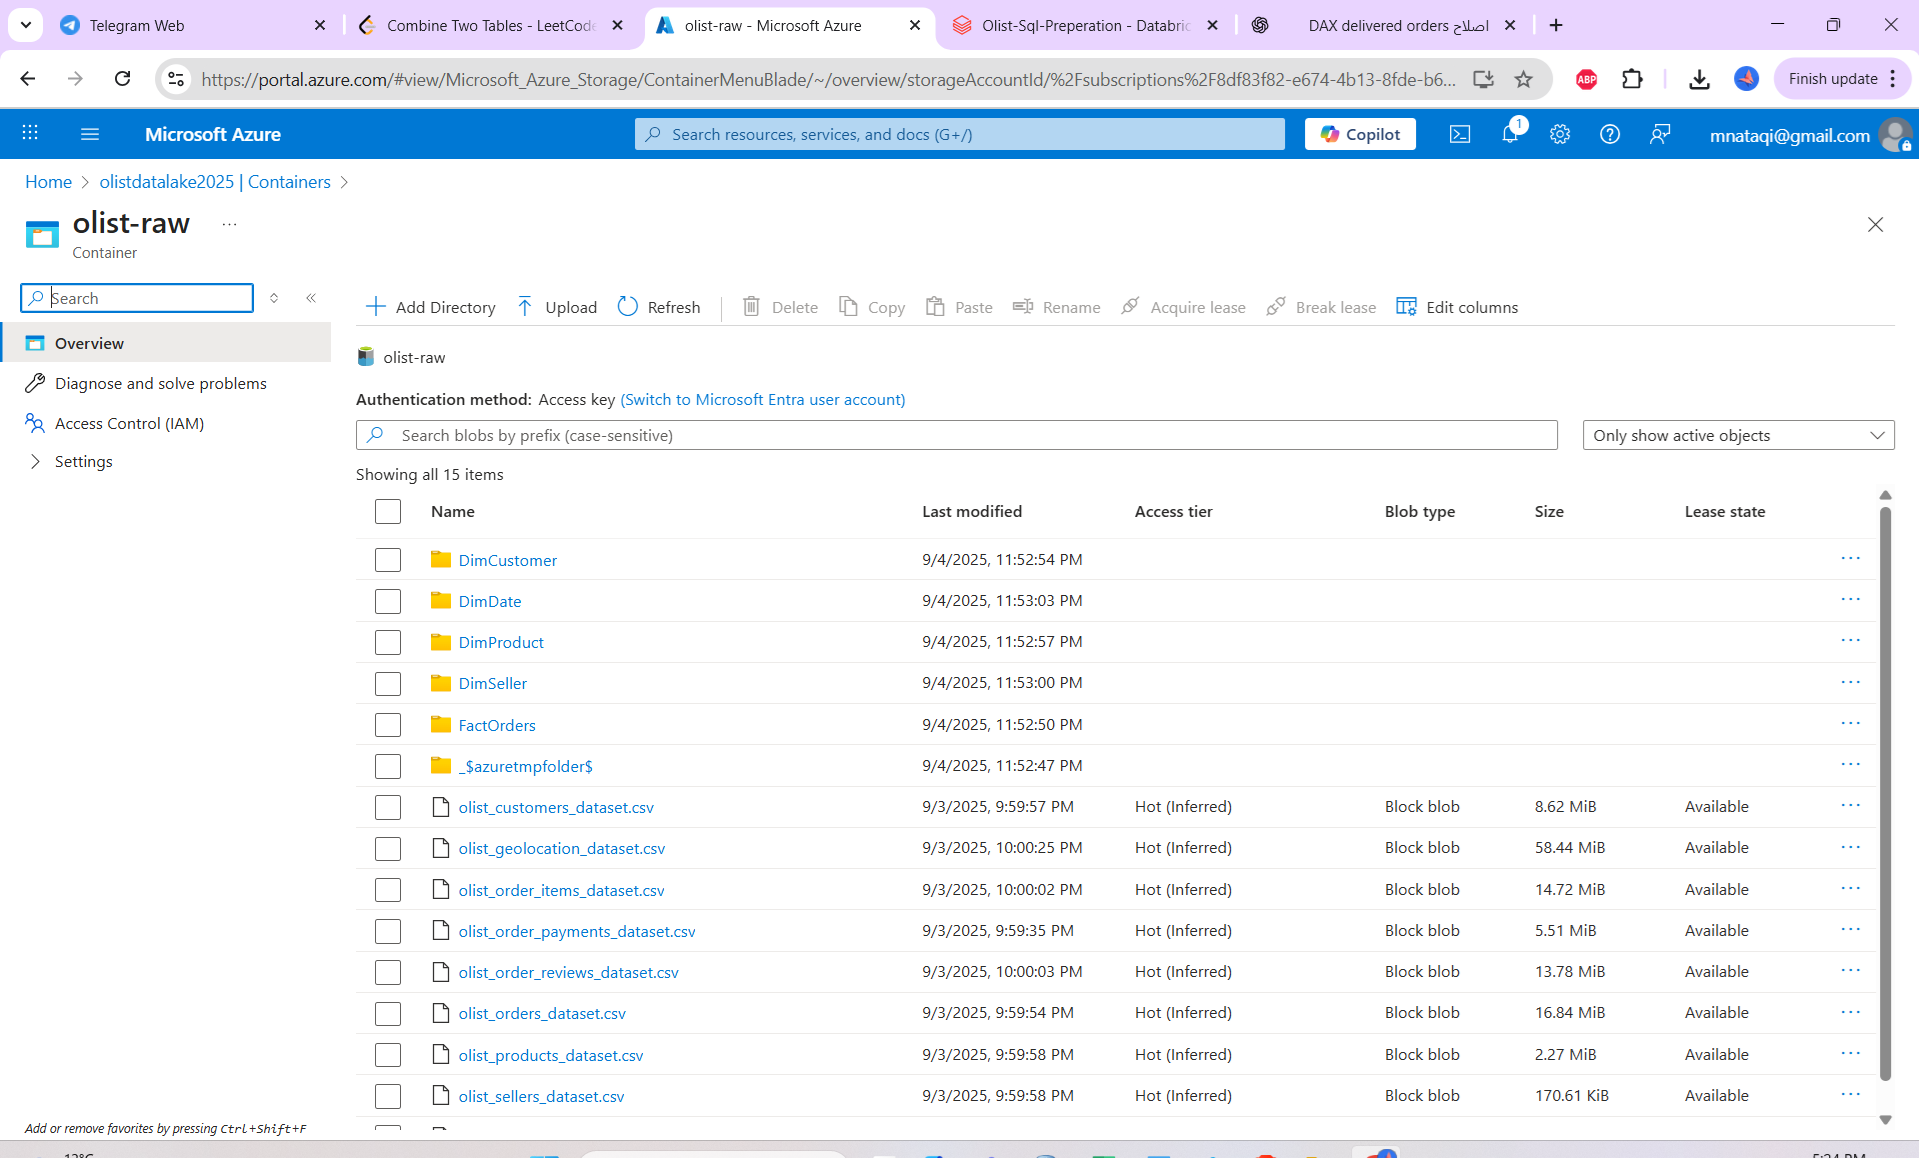 Telegram Web
Combine Two Tables - LeetCode
olist-raw - Microsoft Azure
Olist-Sql-Preperation - Databric
DAX delivered orders اصلاح
https://portal.azure.com/#view/Microsoft_Azure_Storage/ContainerMenuBlade/~/overview/storageAccountId/%2Fsubscriptions%2F8df83f82-e674-4b13-8fde-b6...
ABP
Finish update
Microsoft Azure
Search resources, services, and docs (G+/)
Copilot
1
mnataqi@gmail.com
Home > olistdatalake2025 | Containers >
olist-raw ...
Container
Search
Overview
Diagnose and solve problems
Access Control (IAM)
Settings
Add or remove favorites by pressing Ctrl+Shift+F
Add Directory Upload Refresh Delete Copy Paste Rename Acquire lease Break lease Edit columns
olist-raw
Authentication method: Access key (Switch to Microsoft Entra user account)
Search blobs by prefix (case-sensitive)
Only show active objects
Showing all 15 items
Name Last modified Access tier Blob type Size Lease state
DimCustomer 9/4/2025, 11:52:54 PM ...
DimDate 9/4/2025, 11:53:03 PM ...
DimProduct 9/4/2025, 11:52:57 PM ...
DimSeller 9/4/2025, 11:53:00 PM ...
FactOrders 9/4/2025, 11:52:50 PM ...
_$azuretmpfolder$ 9/4/2025, 11:52:47 PM ...
olist_customers_dataset.csv 9/3/2025, 9:59:57 PM Hot (Inferred) Block blob 8.62 MiB Available ...
olist_geolocation_dataset.csv 9/3/2025, 10:00:25 PM Hot (Inferred) Block blob 58.44 MiB Available ...
olist_order_items_dataset.csv 9/3/2025, 10:00:02 PM Hot (Inferred) Block blob 14.72 MiB Available ...
olist_order_payments_dataset.csv 9/3/2025, 9:59:35 PM Hot (Inferred) Block blob 5.51 MiB Available ...
olist_order_reviews_dataset.csv 9/3/2025, 10:00:03 PM Hot (Inferred) Block blob 13.78 MiB Available ...
olist_orders_dataset.csv 9/3/2025, 9:59:54 PM Hot (Inferred) Block blob 16.84 MiB Available ...
olist_products_dataset.csv 9/3/2025, 9:59:58 PM Hot (Inferred) Block blob 2.27 MiB Available ...
olist_sellers_dataset.csv 9/3/2025, 9:59:58 PM Hot (Inferred) Block blob 170.61 KiB Available ...